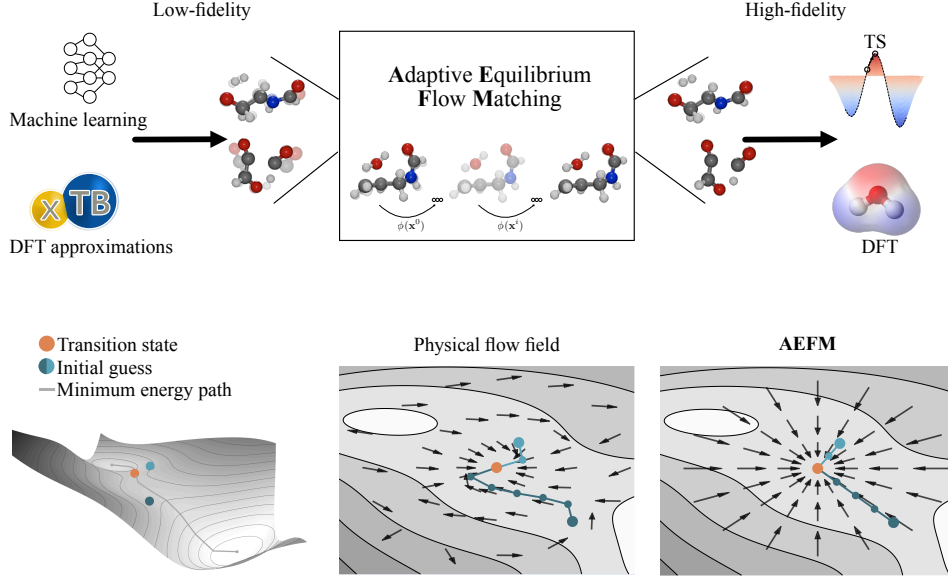 Low-fidelity
High-fidelity
Machine learning
xTB
DFT approximations
Adaptive Equilibrium
Flow Matching
ϕ(x⁰)
ϕ(xᵗ)
TS
DFT
Transition state
Initial guess
Minimum energy path
Physical flow field
AEFM